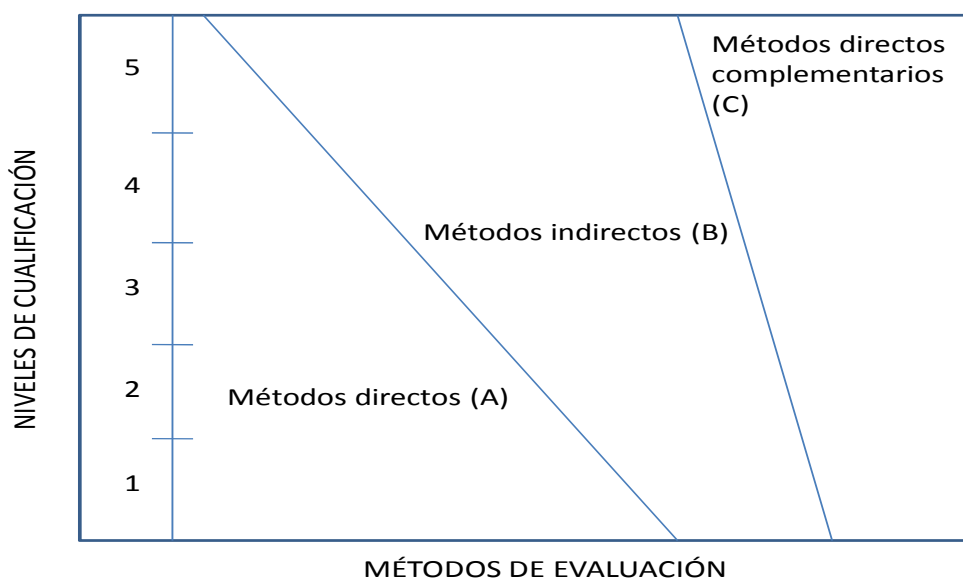 NIVELES DE CUALIFICACIÓN
5
4
3
2
1
Métodos directos
complementarios
(C)
Métodos indirectos (B)
Métodos directos (A)
MÉTODOS DE EVALUACIÓN